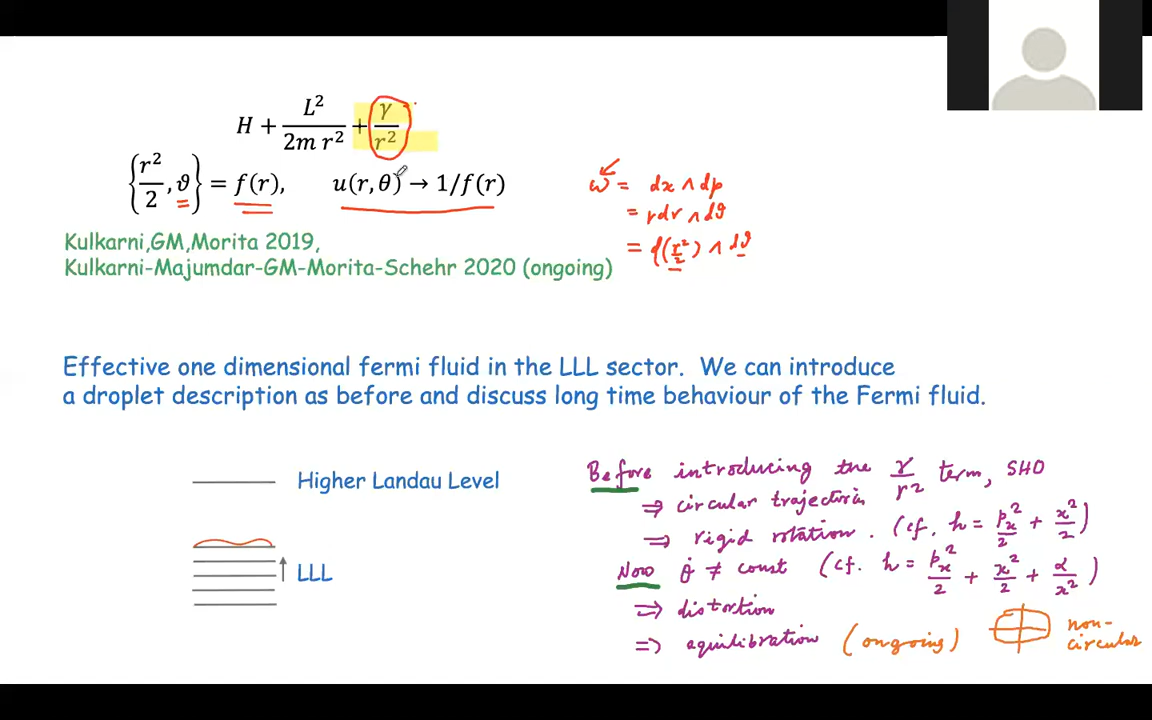 H + L²/2m r² + γ/r²
{r²/2, ϑ} = f(r), u(r, θ) → 1/f(r)
ω = dx ∧ dp
= rdr ∧ dϑ
= d(r²/2) ∧ dϑ
Kulkarni,GM,Morita 2019,
Kulkarni-Majumdar-GM-Morita-Schehr 2020 (ongoing)
Effective one dimensional fermi fluid in the LLL sector. We can introduce
a droplet description as before and discuss long time behaviour of the Fermi fluid.
Higher Landau Level
LLL
Before introducing the γ/r² term, SHO
⇒ circular trajectories
⇒ rigid rotation. (cf. h = pₓ²/2 + x²/2)
Now θ̇ ≠ const (cf. h = pₓ²/2 + x²/2 + α/x²)
⇒ distortion
⇒ equilibration (ongoing)
non-
circular